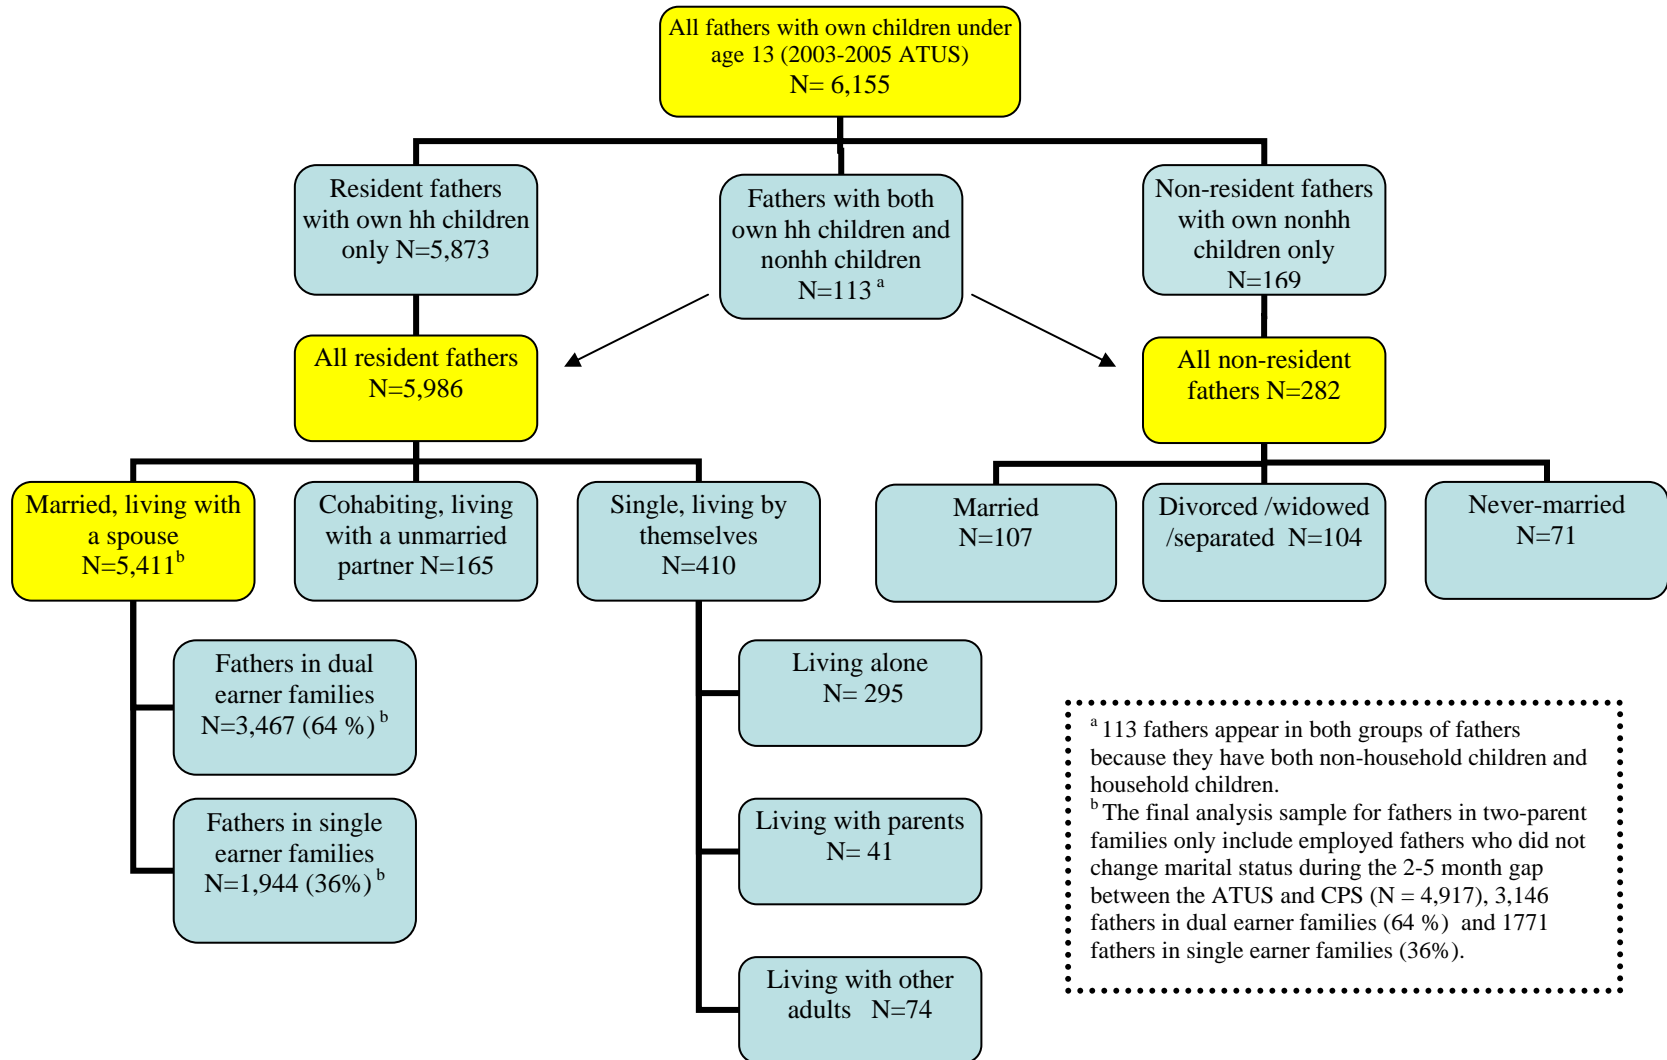 All fathers with own children under
age 13 (2003-2005 ATUS)
N= 6,155
Resident fathers
with own hh children
only N=5,873
Fathers with both
own hh children and
nonhh children
N=113 a
Non-resident fathers
with own nonhh
children only
N=169
All resident fathers
N=5,986
All non-resident
fathers N=282
Married, living with
a spouse
N=5,411b
Cohabiting, living
with a unmarried
partner N=165
Single, living by
themselves
N=410
Married
N=107
Divorced /widowed
/separated N=104
Never-married
N=71
Fathers in dual
earner families
N=3,467 (64 %) b
Fathers in single
earner families
N=1,944 (36%) b
Living alone
N= 295
Living with parents
N= 41
Living with other
adults N=74
a 113 fathers appear in both groups of fathers
because they have both non-household children and
household children.
b The final analysis sample for fathers in two-parent
families only include employed fathers who did not
change marital status during the 2-5 month gap
between the ATUS and CPS (N = 4,917), 3,146
fathers in dual earner families (64 %) and 1771
fathers in single earner families (36%).